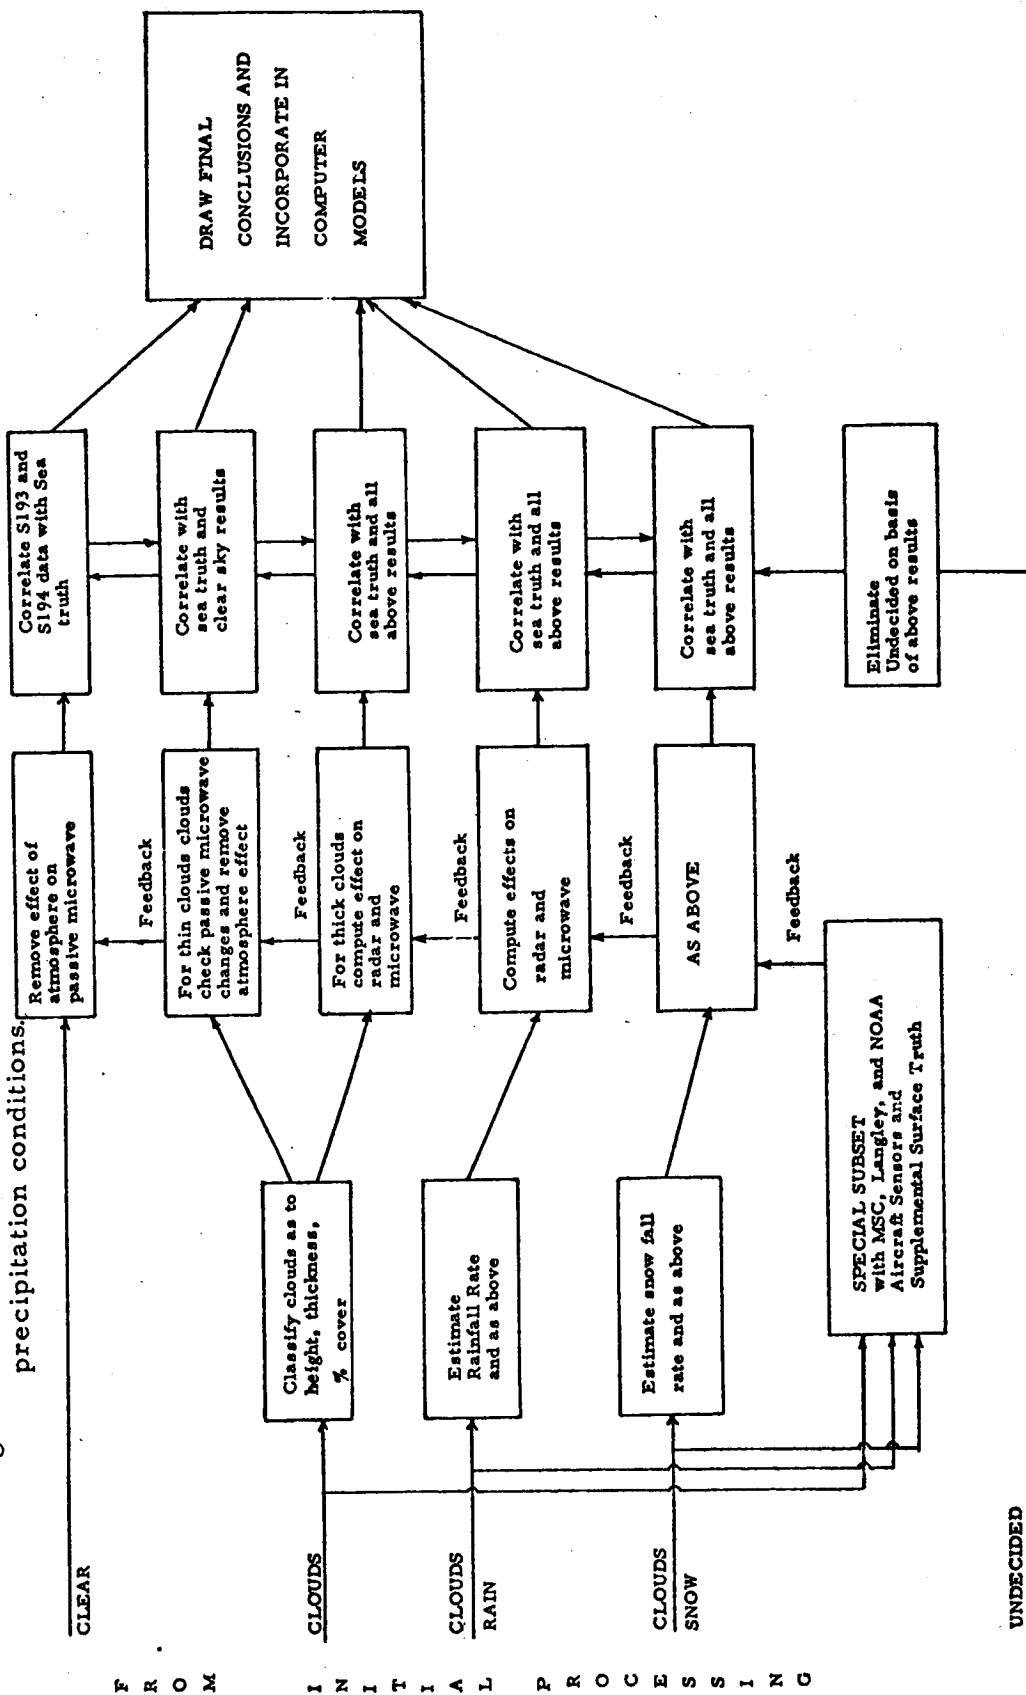 precipitation conditions.
FROM INITIAL PROCESSING
CLEAR
CLOUDS
CLOUDS
RAIN
CLOUDS
SNOW
UNDECIDED
Classify clouds as to
height, thickness,
% cover
Estimate
Rainfall Rate
and as above
Estimate snow fall
rate and as above
SPECIAL SUBSET
with MSC, Langley, and NOAA
Aircraft Sensors and
Supplemental Surface Truth
Remove effect of
atmosphere on
passive microwave
Feedback
For thin clouds clouds
check passive microwave
changes and remove
atmosphere effect
Feedback
For thick clouds
compute effect on
radar and
microwave
Feedback
Compute effects on
radar and
microwave
Feedback
AS ABOVE
Feedback
Correlate S193 and
S194 data with Sea
truth
Correlate with
sea truth and
clear sky results
Correlate with
sea truth and all
above results
Correlate with
sea truth and all
above results
Correlate with
sea truth and all
above results
Eliminate
Undecided on basis
of above results
DRAW FINAL
CONCLUSIONS AND
INCORPORATE IN
COMPUTER
MODELS